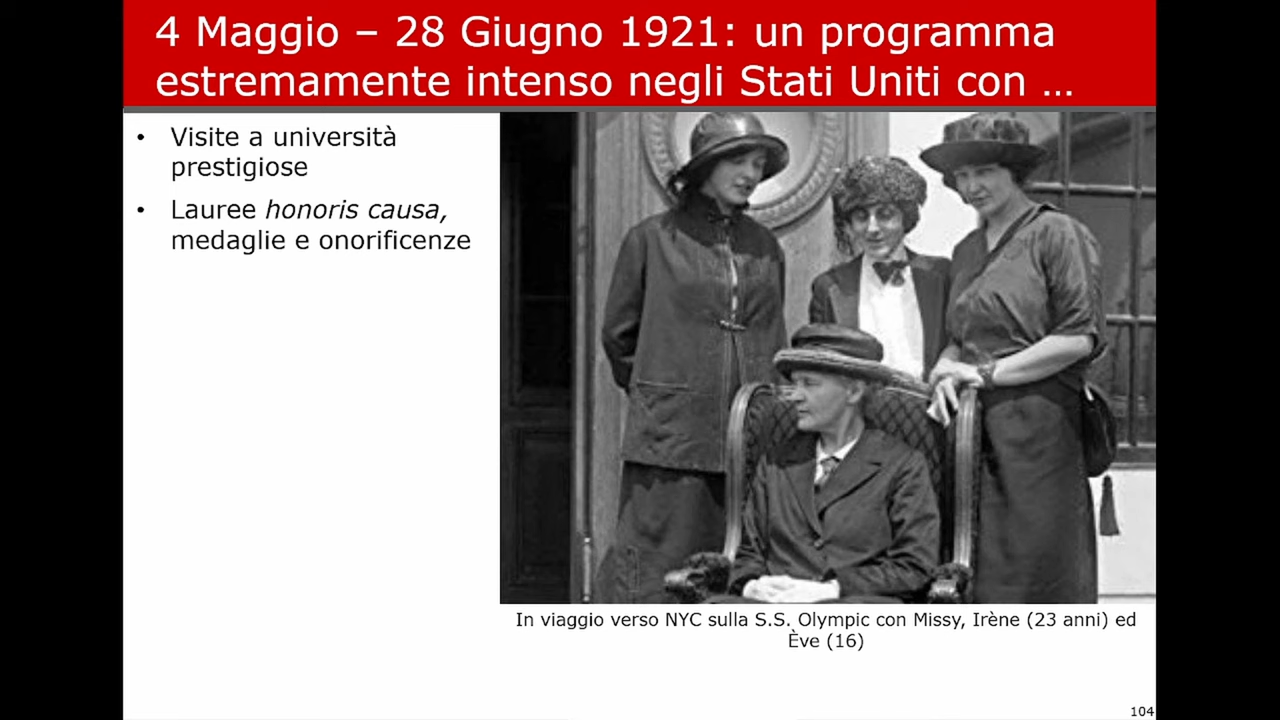 4 Maggio – 28 Giugno 1921: un programma
estremamente intenso negli Stati Uniti con …
• Visite a università
prestigiose
• Lauree honoris causa,
medaglie e onorificenze
In viaggio verso NYC sulla S.S. Olympic con Missy, Irène (23 anni) ed
Ève (16)
104